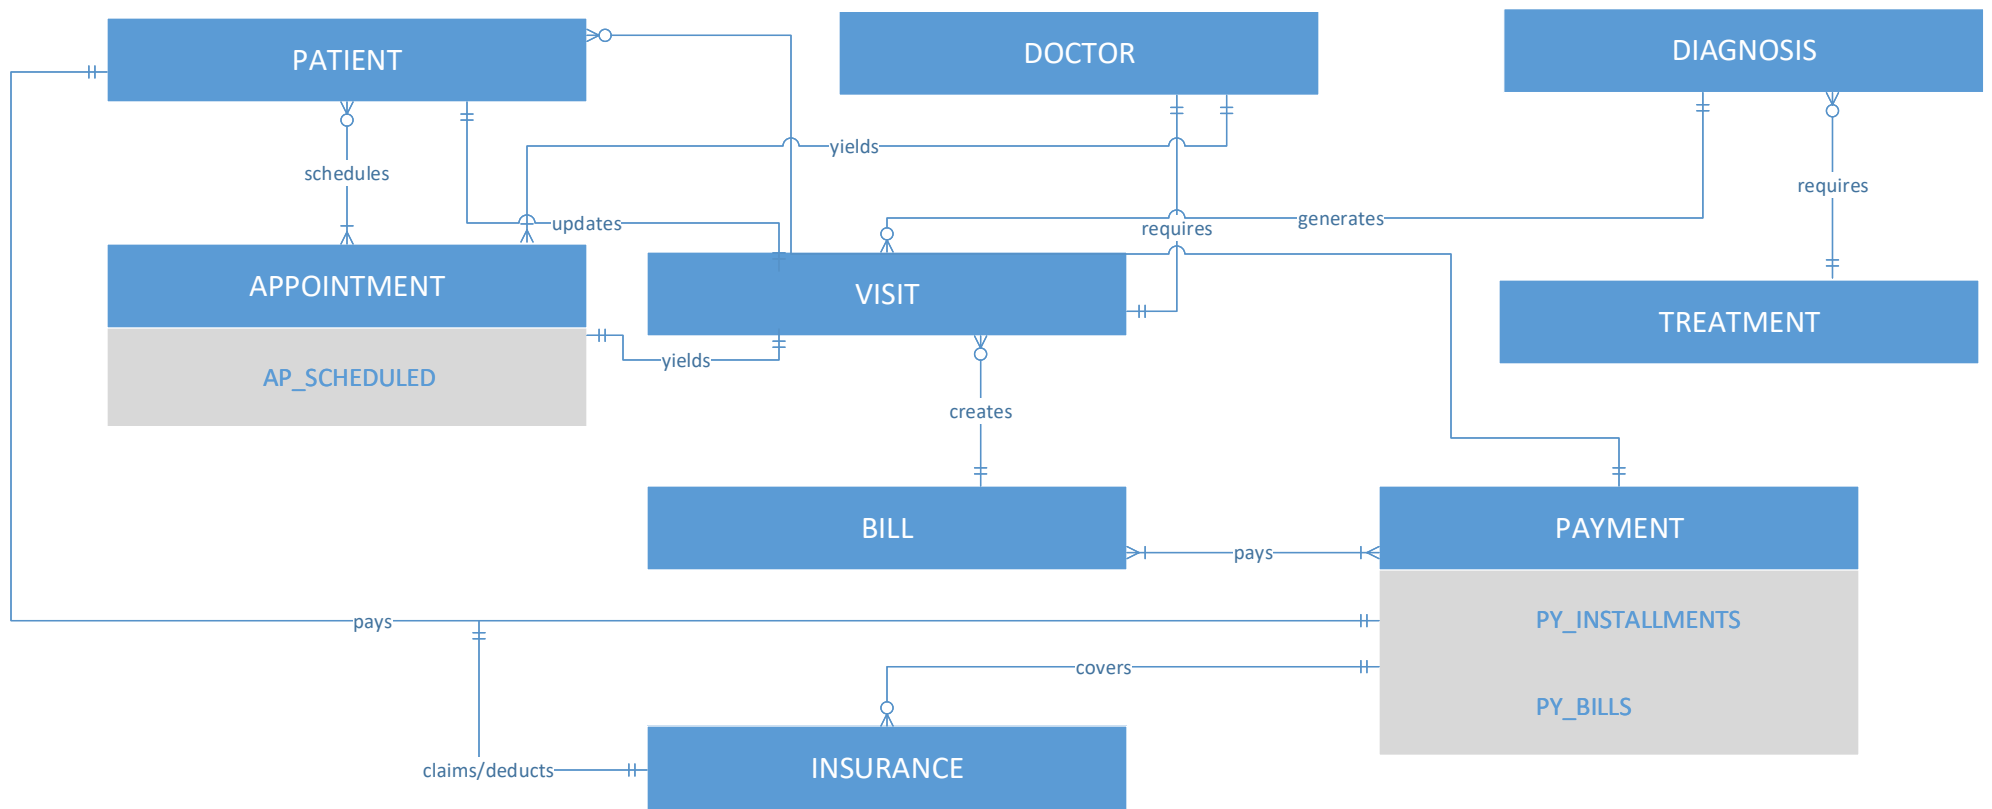 PATIENT
DOCTOR
DIAGNOSIS
yields
schedules
requires
updates
generates
requires
APPOINTMENT
VISIT
TREATMENT
yields
AP_SCHEDULED
creates
BILL
PAYMENT
pays
pays
PY_INSTALLMENTS
covers
PY_BILLS
claims/deducts
INSURANCE